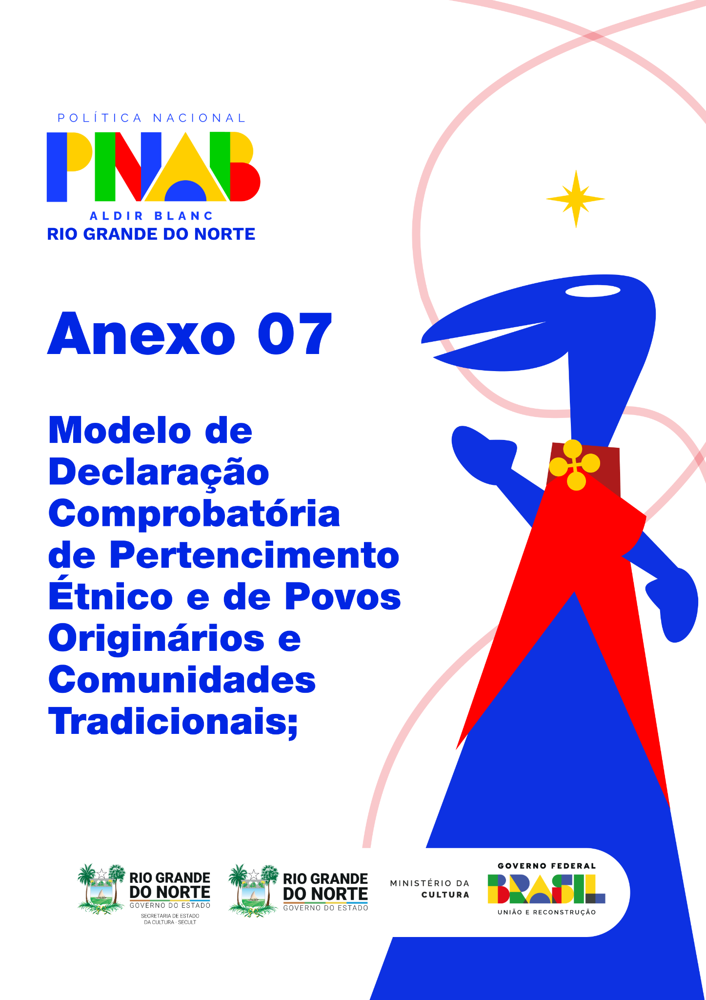 POLÍTICA NACIONAL
PNAB
ALDIR BLANC
RIO GRANDE DO NORTE
Anexo 07
Modelo de
Declaração
Comprobatória
de Pertencimento
Étnico e de Povos
Originários e
Comunidades
Tradicionais;
RIO GRANDE
DO NORTE
GOVERNO DO ESTADO
SECRETARIA DE ESTADO
DA CULTURA - SECULT
RIO GRANDE
DO NORTE
GOVERNO DO ESTADO
MINISTÉRIO DA
CULTURA
GOVERNO FEDERAL
BRASIL
UNIÃO E RECONSTRUÇÃO